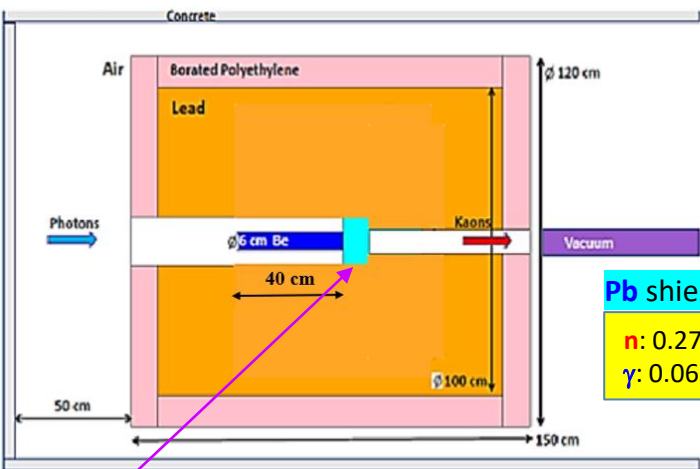 Concrete
Air
Borated Polyethylene
Ø 120 cm
Lead
Photons
Ø6 cm Be
Kaons
Vacuum
40 cm
Pb shie
n: 0.27
γ: 0.06
Ø 100 cm
50 cm
150 cm